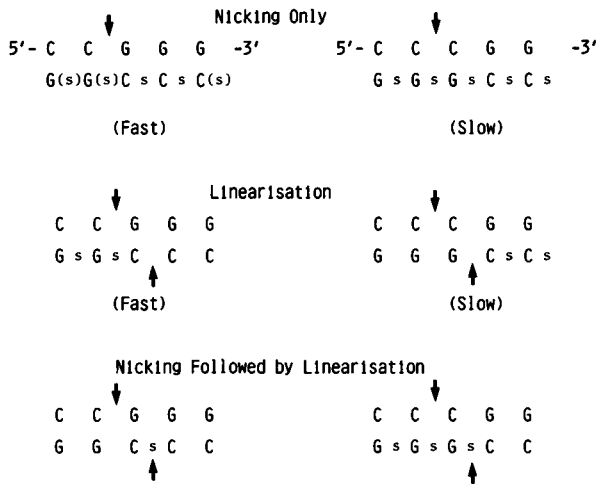 Nicking Only
5'- C C G G G -3' 5'- C C C G G -3'
G(s)G(s)C s C s C(s) G s G s G s C s C s
(Fast) (Slow)
Linearisation
C C G G G C C C G G
G s G s C C C G G G C s C s
(Fast) (Slow)
Nicking Followed by Linearisation
C C G G G C C C G G
G G C s C C G s G s G s C C